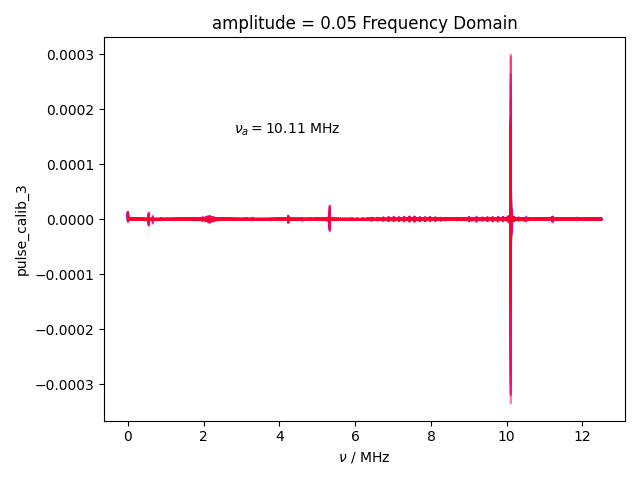 amplitude = 0.05 Frequency Domain
0.0003
0.0002
0.0001
0.0000
−0.0001
−0.0002
−0.0003
pulse_calib_3
ν_a = 10.11 MHz
0 2 4 6 8 10 12
ν / MHz